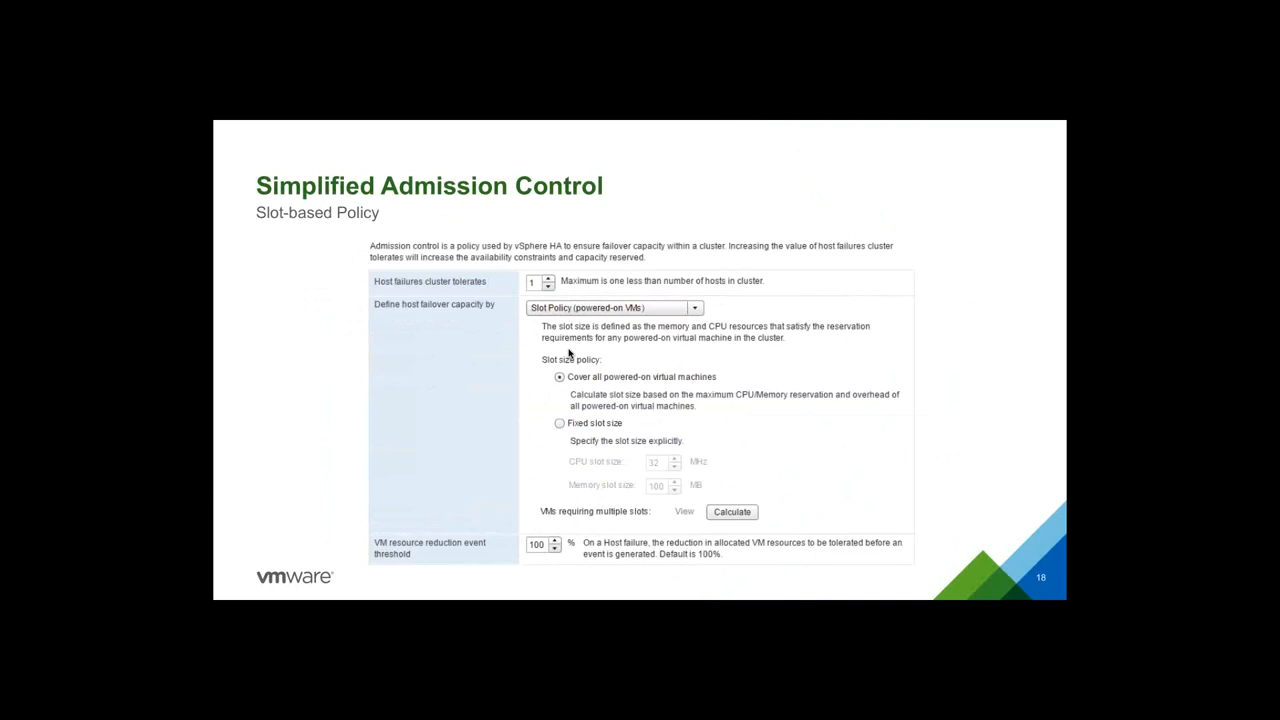 Simplified Admission Control
Slot-based Policy
Admission control is a policy used by vSphere HA to ensure failover capacity within a cluster. Increasing the value of host failures cluster
tolerates will increase the availability constraints and capacity reserved.
Host failures cluster tolerates
1
Maximum is one less than number of hosts in cluster.
Define host failover capacity by
Slot Policy (powered-on VMs)
The slot size is defined as the memory and CPU resources that satisfy the reservation
requirements for any powered-on virtual machine in the cluster.
Slot size policy:
Cover all powered-on virtual machines
Calculate slot size based on the maximum CPU/Memory reservation and overhead of
all powered-on virtual machines.
Fixed slot size
Specify the slot size explicitly.
CPU slot size: 32 MHz
Memory slot size: 100 MB
VMs requiring multiple slots: View Calculate
VM resource reduction event
threshold
100 %
On a Host failure, the reduction in allocated VM resources to be tolerated before an
event is generated. Default is 100%.
vmware®
18